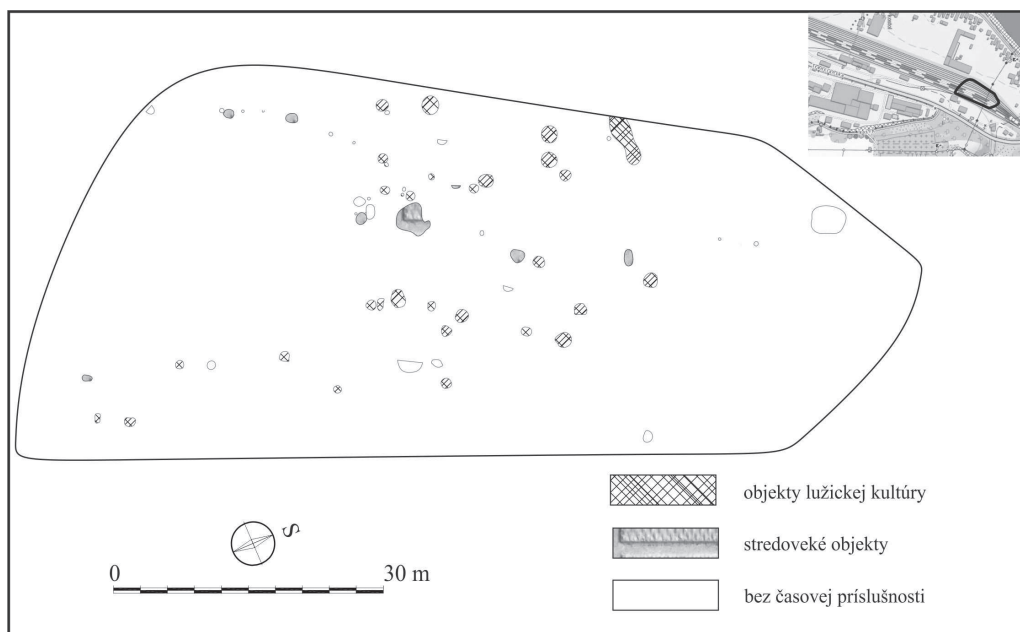 objekty lužickej kultúry
stredoveké objekty
bez časovej príslušnosti
S
0 30 m